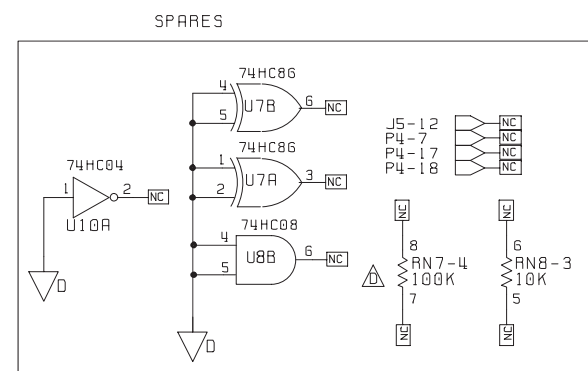 SPARES
74HC86
4
U7B
6
NC
5
74HC86
1
U7A
3
NC
2
74HC04
1
2
NC
U10A
74HC08
4
U8B
6
NC
5
D
D
J5-12
NC
P4-7
NC
P4-17
NC
P4-18
NC
NC
8
RN7-4
100K
D
7
NC
NC
6
RN8-3
10K
5
NC